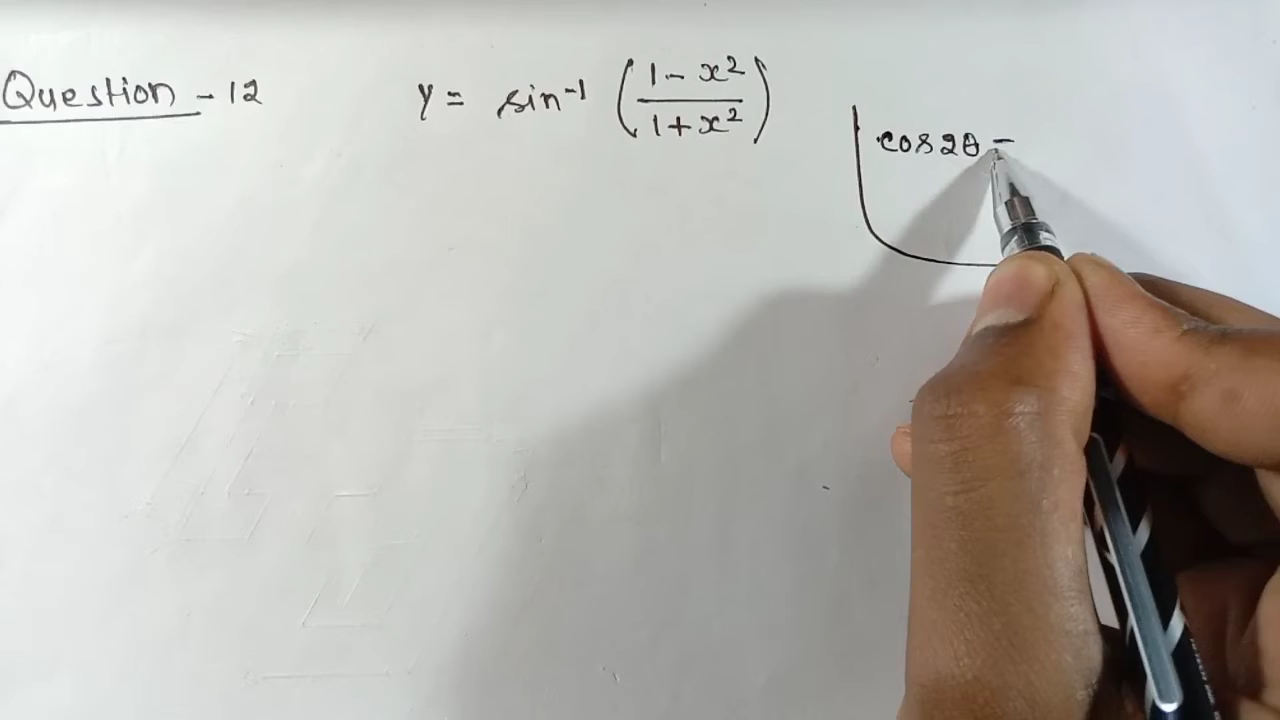 Question - 12
y = sin⁻¹ (1 - x² / 1 + x²)
cos2θ =